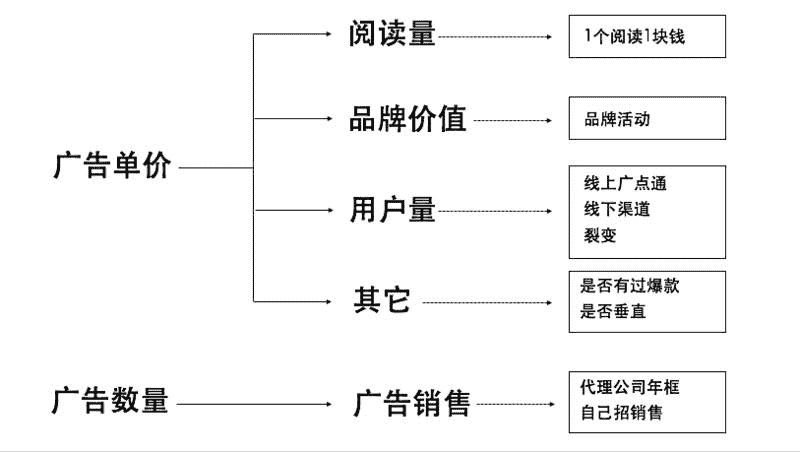 阅读量
1个阅读1块钱
品牌价值
品牌活动
广告单价
用户量
线上广点通
线下渠道
裂变
其它
是否有过爆款
是否垂直
广告数量
广告销售
代理公司年框
自己招销售